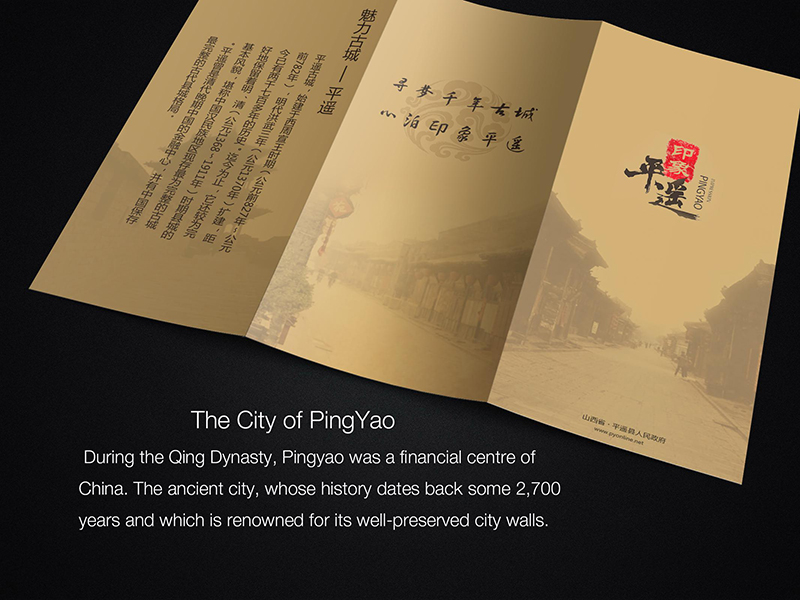 魅力古城 — 平遥
平遥古城，始建于西周宣王时期（公元前827年-公元
前782年），明代洪武三年（公元1370年）扩建，距
今已有两千七百多年的历史。迄今为止，它还较为完
好地保留着明、清（公元1368-1911年）时期县城的
基本风貌，堪称中国汉民族地区现存最为完整的古城
。平遥曾是清代晚期中国的金融中心，并有中国保存
最完整的古代县城格局。
寻梦千年古城
心泊印象平遥
印象
平遥
PINGYAO
山西省·平遥县人民政府
www.pyonline.net
The City of PingYao
During the Qing Dynasty, Pingyao was a financial centre of
China. The ancient city, whose history dates back some 2,700
years and which is renowned for its well-preserved city walls.